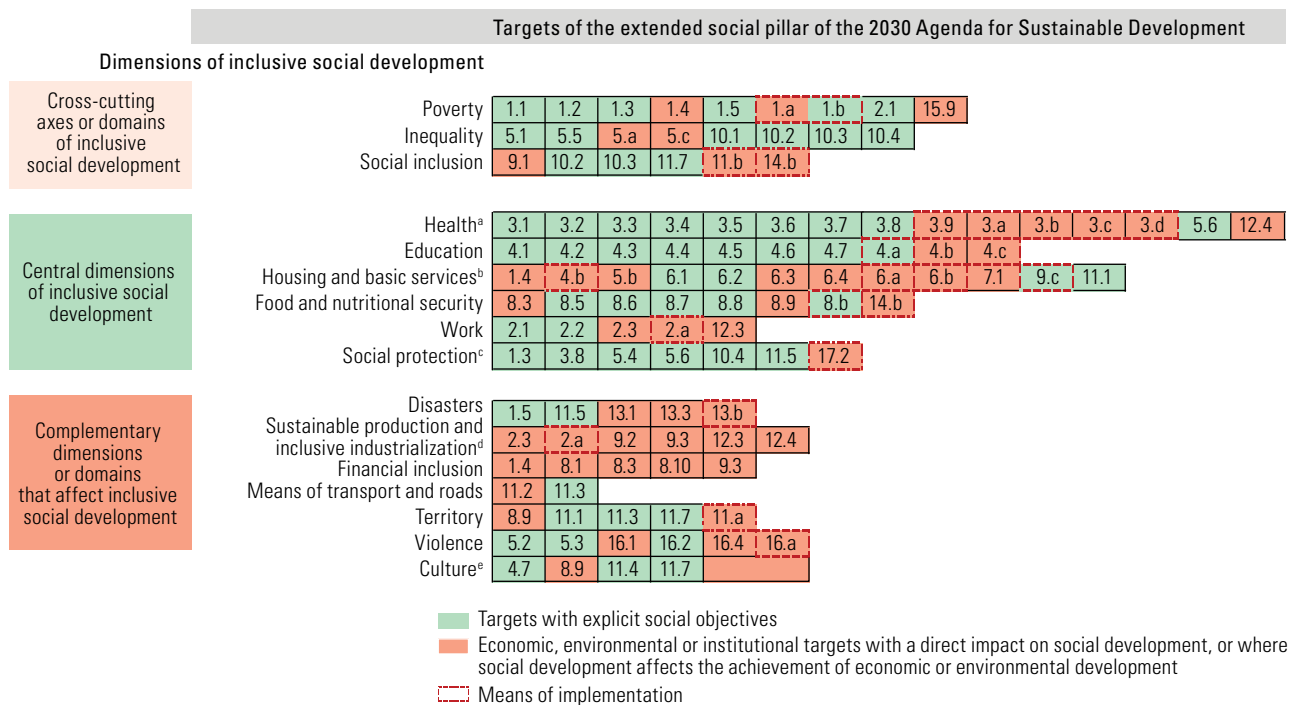 Targets of the extended social pillar of the 2030 Agenda for Sustainable Development
Dimensions of inclusive social development
Cross-cutting
axes or domains
of inclusive
social development
Poverty 1.1 1.2 1.3 1.4 1.5 1.a 1.b 2.1 15.9
Inequality 5.1 5.5 5.a 5.c 10.1 10.2 10.3 10.4
Social inclusion 9.1 10.2 10.3 11.7 11.b 14.b
Central dimensions
of inclusive social
development
Healthᵃ 3.1 3.2 3.3 3.4 3.5 3.6 3.7 3.8 3.9 3.a 3.b 3.c 3.d 5.6 12.4
Education 4.1 4.2 4.3 4.4 4.5 4.6 4.7 4.a 4.b 4.c
Housing and basic servicesᵇ 1.4 4.b 5.b 6.1 6.2 6.3 6.4 6.a 6.b 7.1 9.c 11.1
Food and nutritional security 8.3 8.5 8.6 8.7 8.8 8.9 8.b 14.b
Work 2.1 2.2 2.3 2.a 12.3
Social protectionᶜ 1.3 3.8 5.4 5.6 10.4 11.5 17.2
Complementary
dimensions
or domains
that affect inclusive
social development
Disasters 1.5 11.5 13.1 13.3 13.b
Sustainable production and
inclusive industrializationᵈ 2.3 2.a 9.2 9.3 12.3 12.4
Financial inclusion 1.4 8.1 8.3 8.10 9.3
Means of transport and roads 11.2 11.3
Territory 8.9 11.1 11.3 11.7 11.a
Violence 5.2 5.3 16.1 16.2 16.4 16.a
Cultureᵉ 4.7 8.9 11.4 11.7
Targets with explicit social objectives
Economic, environmental or institutional targets with a direct impact on social development, or where
social development affects the achievement of economic or environmental development
Means of implementation